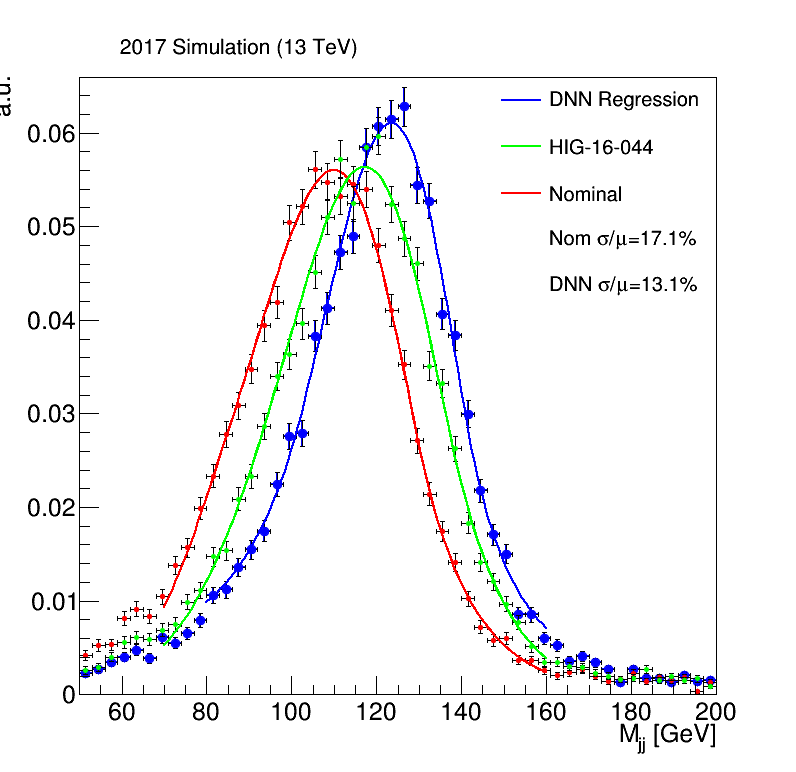 2017 Simulation (13 TeV)
a.u.
DNN Regression
HIG-16-044
Nominal
Nom σ/μ=17.1%
DNN σ/μ=13.1%
0.06
0.05
0.04
0.03
0.02
0.01
0
60 80 100 120 140 160 180 200
Mjj [GeV]